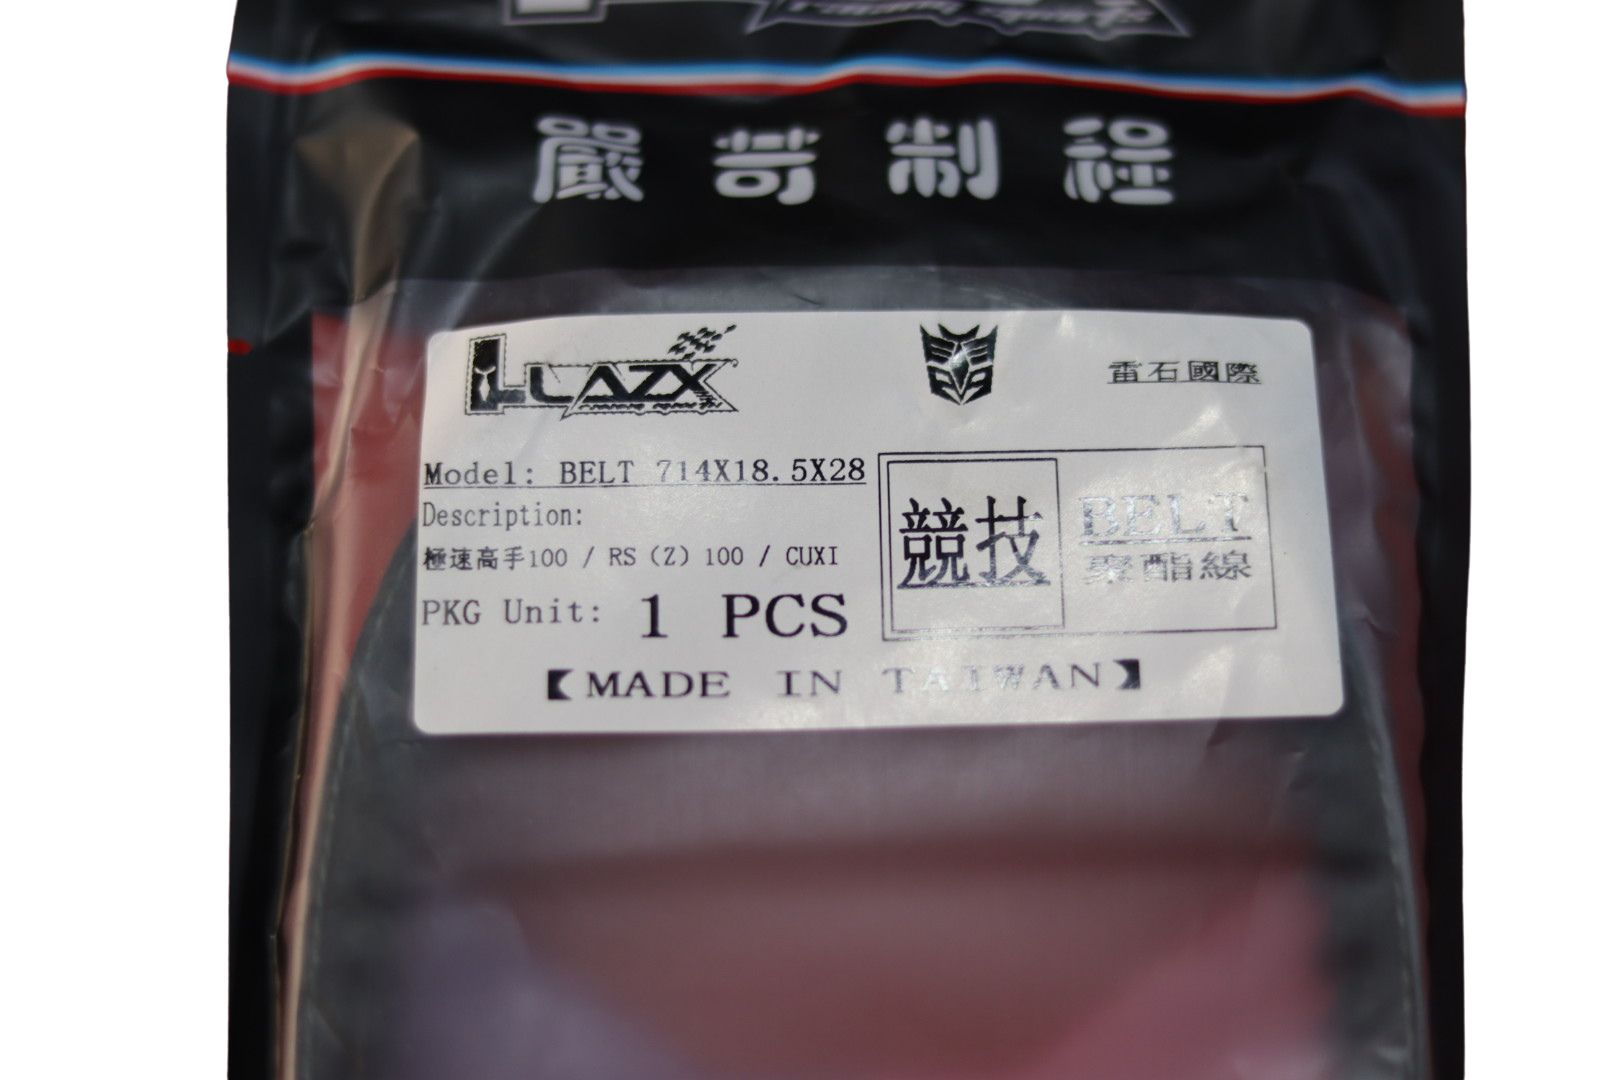 嚴苛制程
LLAZX
雷石國際
Model: BELT 714X18.5X28
Description:
極速高手100 / RS (Z) 100 / CUXI
PKG Unit: 1 PCS
競技
BELT
聚酯線
【MADE IN TAIWAN】